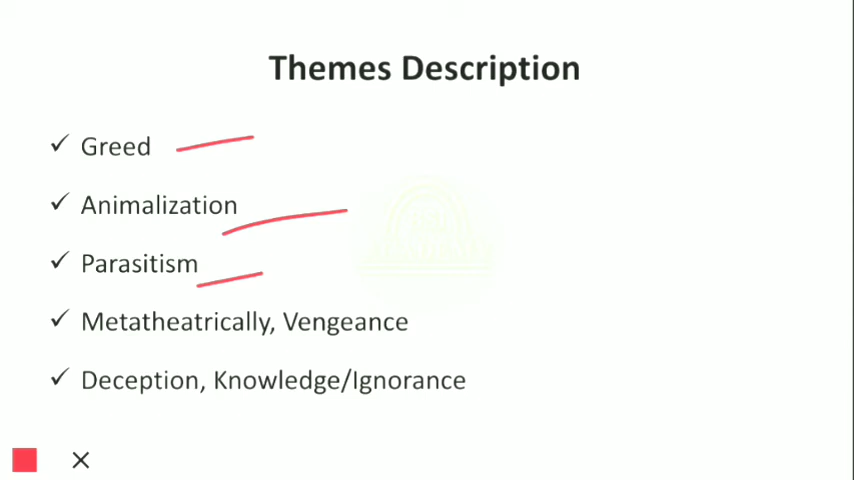 Themes Description
Greed
Animalization
Parasitism
Metatheatrically, Vengeance
Deception, Knowledge/Ignorance